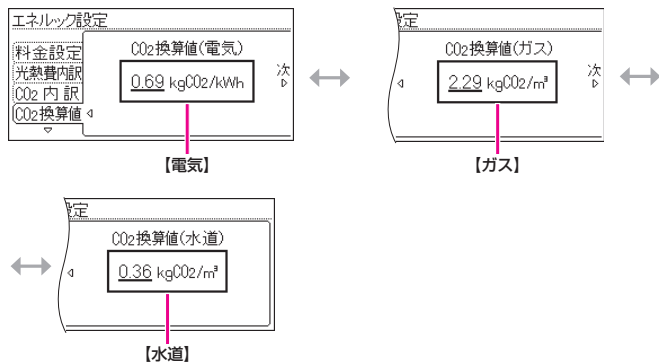 エネルック設定
料金設定
光熱費内訳
CO2 内 訳
CO2換算値
CO2換算値(電気)
0.69 kgCO2/kWh
次
【電気】
設定
CO2換算値(ガス)
2.29 kgCO2/m³
次
【ガス】
設定
CO2換算値(水道)
0.36 kgCO2/m³
【水道】